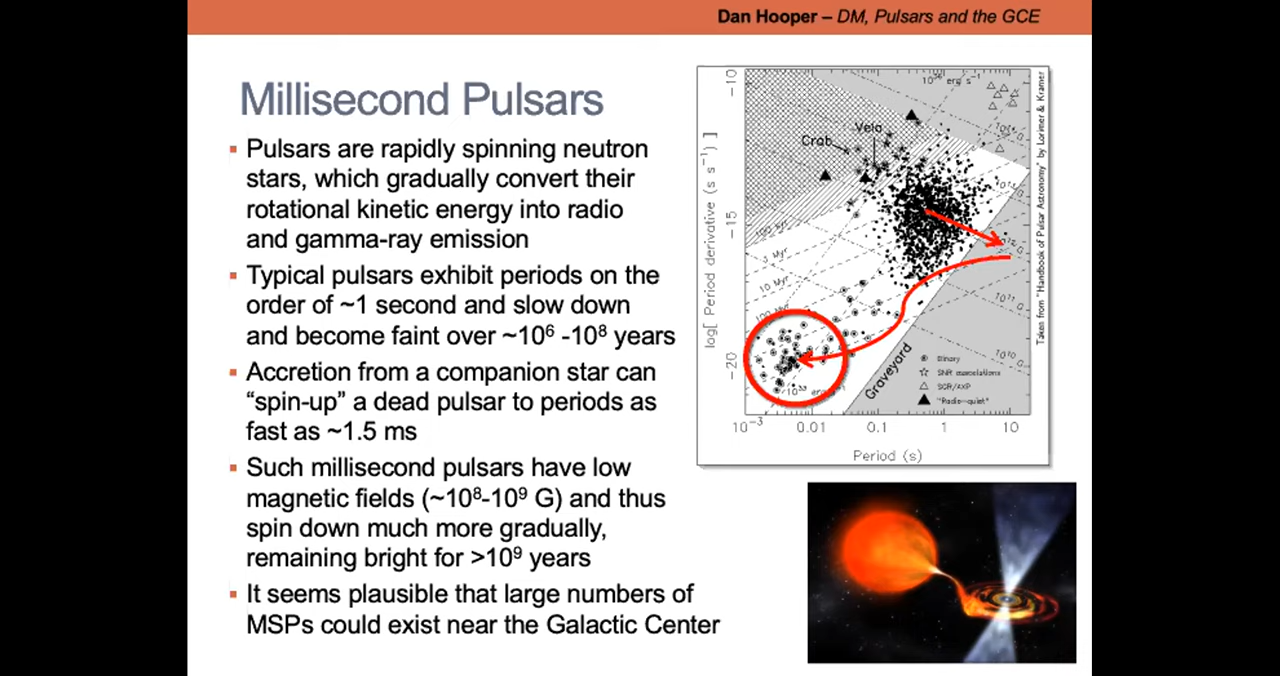 Dan Hooper – DM, Pulsars and the GCE
Millisecond Pulsars
▪ Pulsars are rapidly spinning neutron
stars, which gradually convert their
rotational kinetic energy into radio
and gamma-ray emission
▪ Typical pulsars exhibit periods on the
order of ~1 second and slow down
and become faint over ~10⁶ -10⁸ years
▪ Accretion from a companion star can
“spin-up” a dead pulsar to periods as
fast as ~1.5 ms
▪ Such millisecond pulsars have low
magnetic fields (~10⁸-10⁹ G) and thus
spin down much more gradually,
remaining bright for >10⁹ years
▪ It seems plausible that large numbers of
MSPs could exist near the Galactic Center
log[ Period derivative (s s⁻¹) ]
−10
−15
−20
Crab
Vela
1 Myr
10 Myr
100 Myr
10¹¹ G
10¹⁰ G
Graveyard
Binary
SNR associations
SGR/AXP
"Radio-quiet"
10⁻³
0.01
0.1
1
10
Period (s)
Taken from "Handbook of Pulsar Astronomy" by Lorimer & Kramer